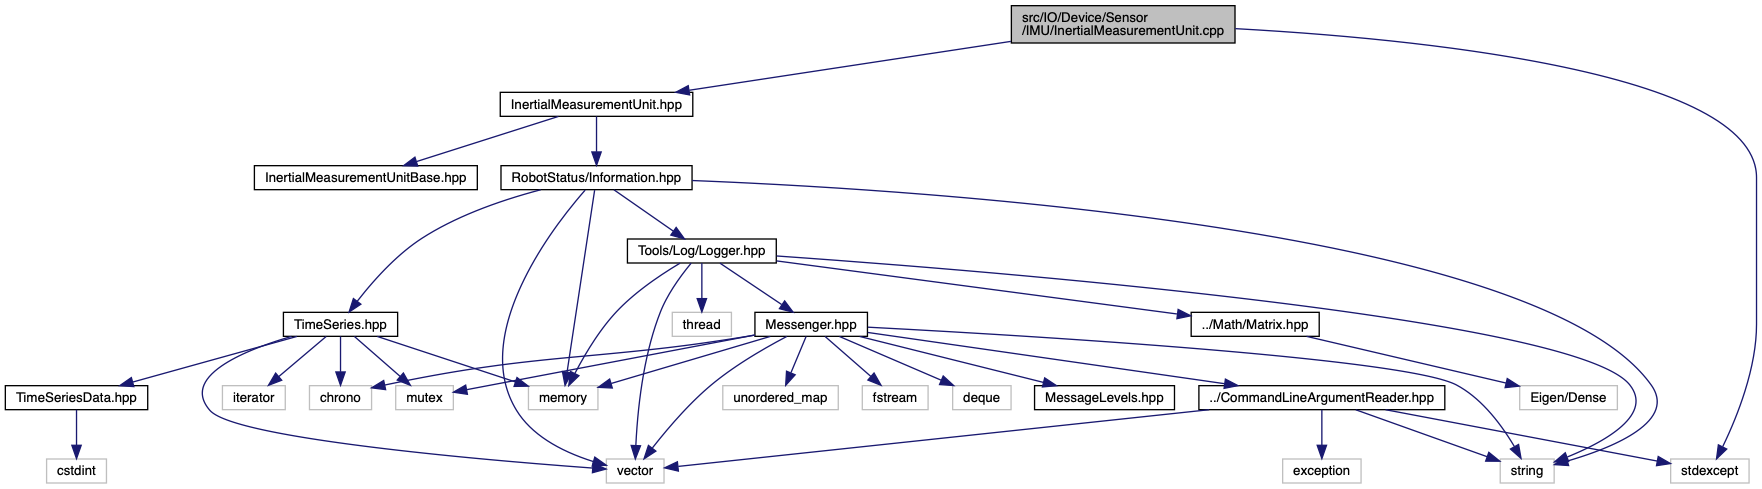 src/IO/Device/Sensor
/IMU/InertialMeasurementUnit.cpp
InertialMeasurementUnit.hpp
InertialMeasurementUnitBase.hpp
RobotStatus/Information.hpp
Tools/Log/Logger.hpp
TimeSeries.hpp
thread
Messenger.hpp
../Math/Matrix.hpp
TimeSeriesData.hpp
iterator
chrono
mutex
memory
unordered_map
fstream
deque
MessageLevels.hpp
../CommandLineArgumentReader.hpp
Eigen/Dense
cstdint
vector
exception
string
stdexcept